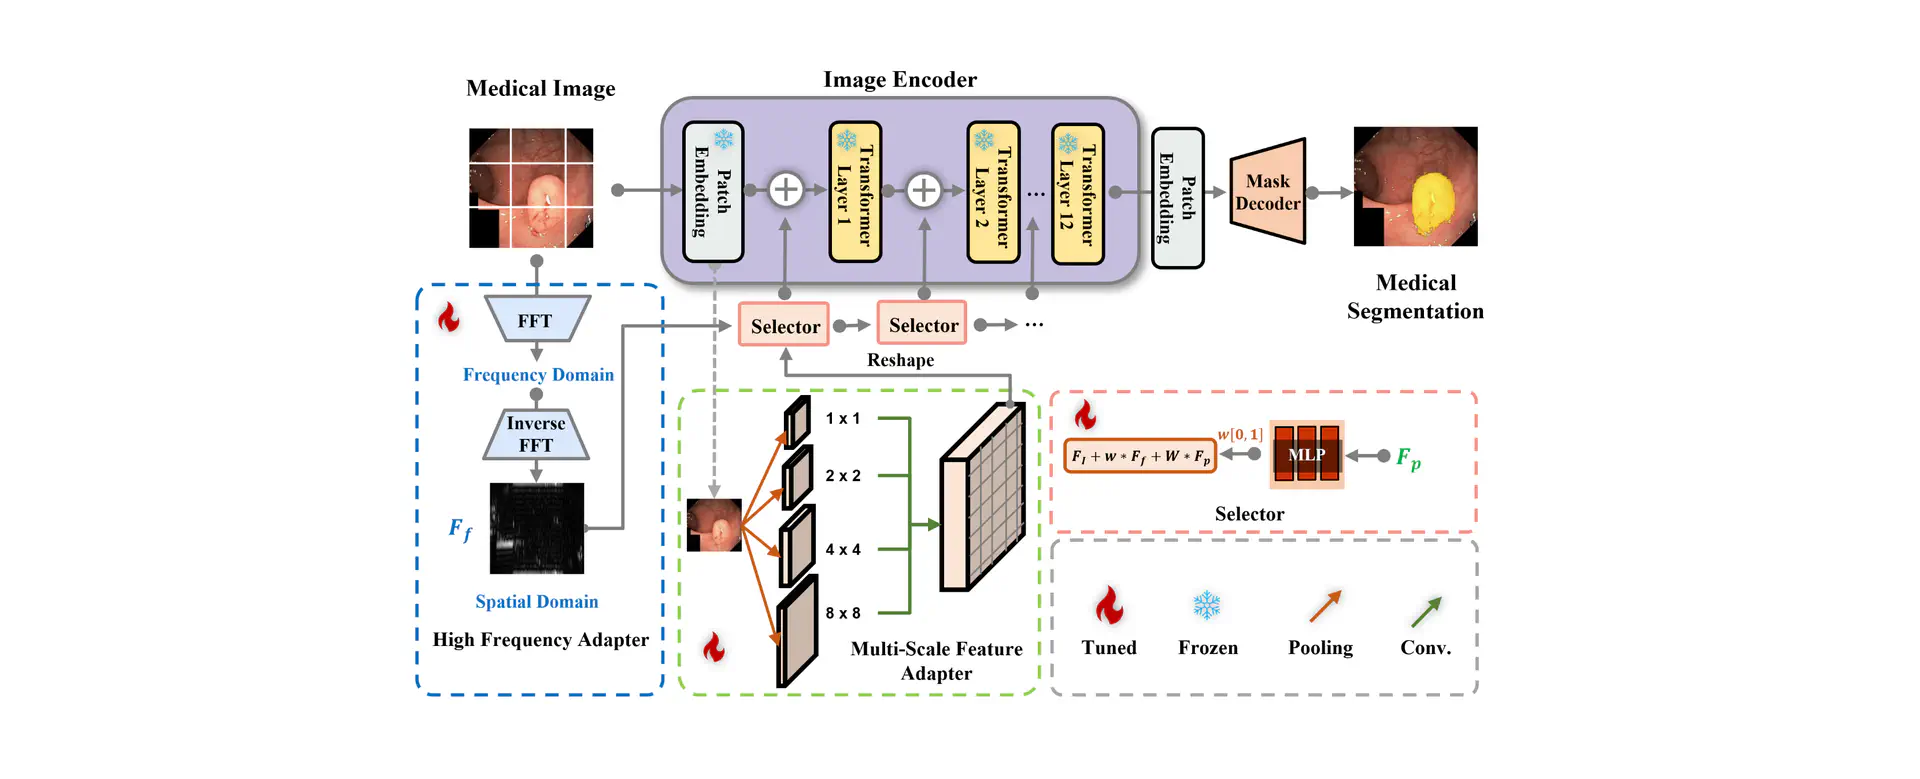 Medical Image
Image Encoder
Patch
Embedding
Transformer
Layer 1
Transformer
Layer 2
...
Transformer
Layer 12
Patch
Embedding
Mask
Decoder
Medical
Segmentation
FFT
Frequency Domain
Inverse
FFT
F_f
Spatial Domain
High Frequency Adapter
Selector
Selector
...
Reshape
1 x 1
2 x 2
4 x 4
8 x 8
Multi-Scale Feature
Adapter
F_I + w * F_f + W * F_p
w[0, 1]
MLP
F_p
Selector
Tuned
Frozen
Pooling
Conv.